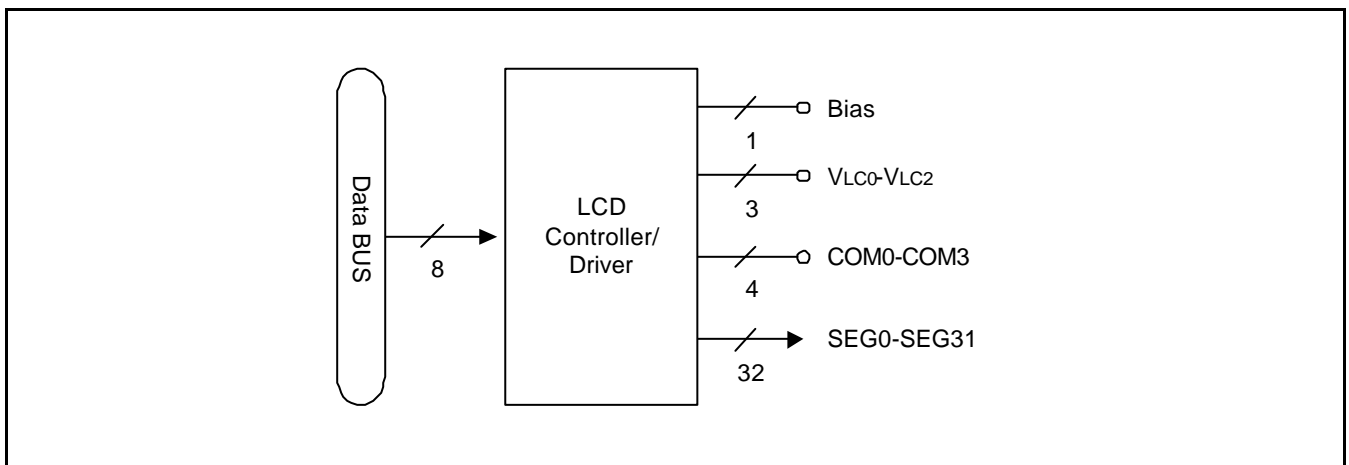 Data BUS
8
LCD
Controller/
Driver
Bias
1
VLC0-VLC2
3
COM0-COM3
4
SEG0-SEG31
32